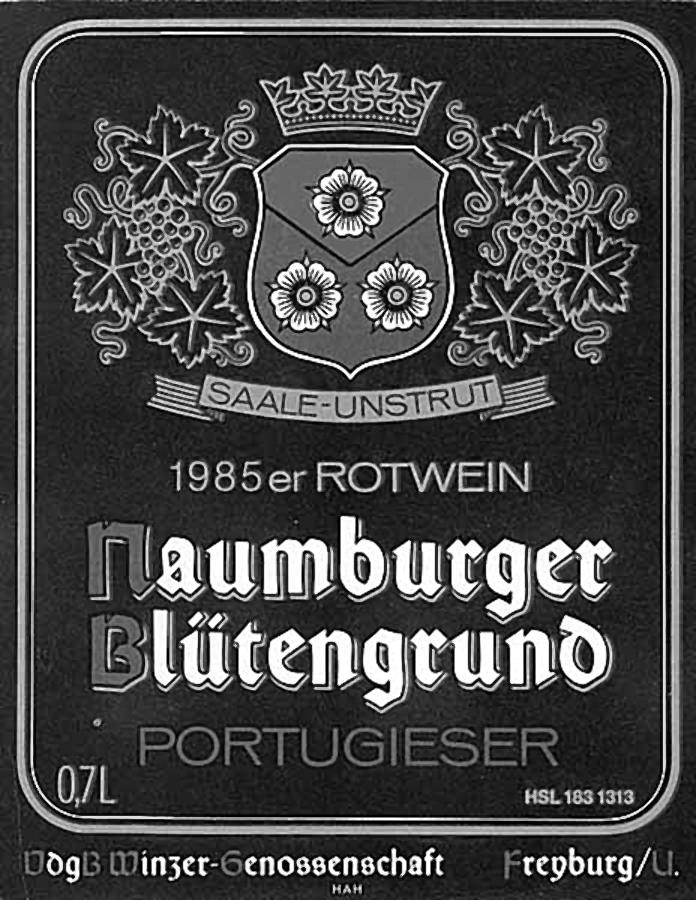 SAALE-UNSTRUT
1985er ROTWEIN
Naumburger
Blütengrund
PORTUGIESER
0,7L
HSL 183 1313
VdgB Winzer-Genossenschaft Freyburg/U.
HAH